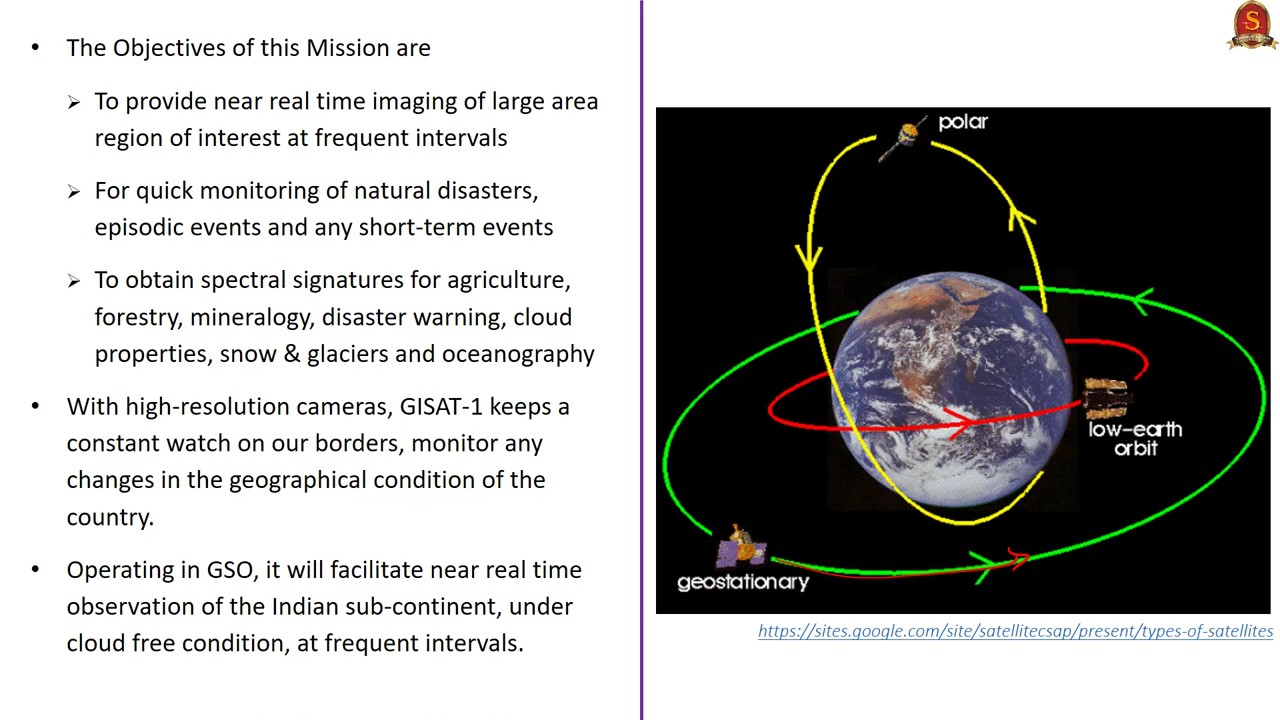 • The Objectives of this Mission are
➢ To provide near real time imaging of large area
region of interest at frequent intervals
➢ For quick monitoring of natural disasters,
episodic events and any short-term events
➢ To obtain spectral signatures for agriculture,
forestry, mineralogy, disaster warning, cloud
properties, snow & glaciers and oceanography
• With high-resolution cameras, GISAT-1 keeps a
constant watch on our borders, monitor any
changes in the geographical condition of the
country.
• Operating in GSO, it will facilitate near real time
observation of the Indian sub-continent, under
cloud free condition, at frequent intervals.
S
polar
low-earth
orbit
geostationary
https://sites.google.com/site/satellitecsap/present/types-of-satellites